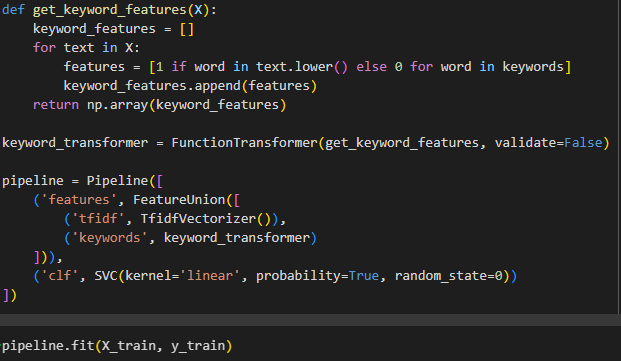 def get_keyword_features(X):
    keyword_features = []
    for text in X:
        features = [1 if word in text.lower() else 0 for word in keywords]
        keyword_features.append(features)
    return np.array(keyword_features)

keyword_transformer = FunctionTransformer(get_keyword_features, validate=False)

pipeline = Pipeline([
    ('features', FeatureUnion([
        ('tfidf', TfidfVectorizer()),
        ('keywords', keyword_transformer)
    ])),
    ('clf', SVC(kernel='linear', probability=True, random_state=0))
])

pipeline.fit(X_train, y_train)